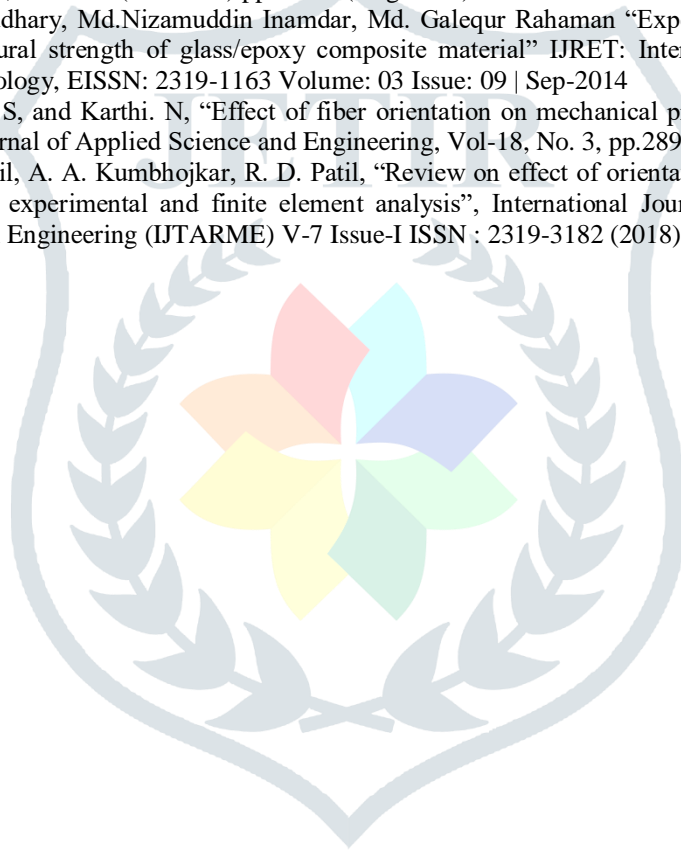 dhary, Md.Nizamuddin Inamdar, Md. Galequr Rahaman “Exp
ural strength of glass/epoxy composite material” IJRET: Inter
ology, EISSN: 2319-1163 Volume: 03 Issue: 09 | Sep-2014
S, and Karthi. N, “Effect of fiber orientation on mechanical p
rnal of Applied Science and Engineering, Vol-18, No. 3, pp.289
il, A. A. Kumbhojkar, R. D. Patil, “Review on effect of orienta
experimental and finite element analysis”, International Jour
Engineering (IJTARME) V-7 Issue-I ISSN : 2319-3182 (2018)
JETIR